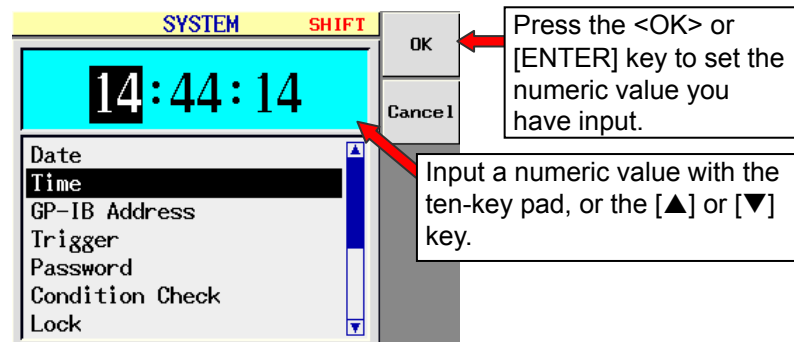 SYSTEM SHIFT
14:44:14
Date
Time
GP-IB Address
Trigger
Password
Condition Check
Lock
OK
Cancel
Press the <OK> or
[ENTER] key to set the
numeric value you
have input.
Input a numeric value with the
ten-key pad, or the [▲] or [▼]
key.